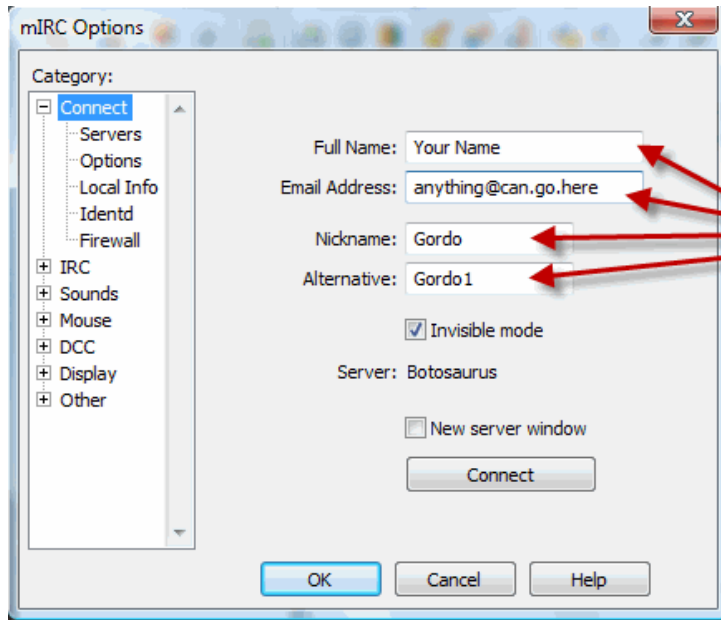 mIRC Options
Category:
Connect
Servers
Options
Local Info
Identd
Firewall
IRC
Sounds
Mouse
DCC
Display
Other
Full Name: Your Name
Email Address: anything@can.go.here
Nickname: Gordo
Alternative: Gordo1
Invisible mode
Server: Botosaurus
New server window
Connect
OK Cancel Help